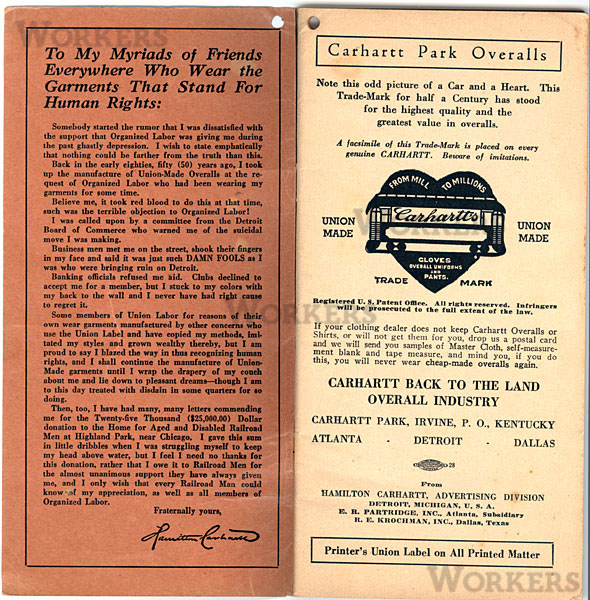 To My Myriads of Friends
Everywhere Who Wear the
Garments That Stand For
Human Rights:
Somebody started the rumor that I was dissatisfied with
the support that Organized Labor was giving me during
the past ghastly depression. I wish to state emphatically
that nothing could be farther from the truth than this.
Back in the early eighties, fifty (50) years ago, I took
up the manufacture of Union-Made Overalls at the re-
quest of Organized Labor who had been wearing my
garments for some time.
Believe me, it took red blood to do this at that time,
such was the terrible objection to Organized Labor!
I was called upon by a committee from the Detroit
Board of Commerce who warned me of the suicidal
move I was making.
Business men met me on the street, shook their fingers
in my face and said it was just such DAMN FOOLS as I
was who were bringing ruin on Detroit.
Banking officials refused me aid. Clubs declined to
accept me for a member, but I stuck to my colors with
my back to the wall and I never have had right cause
to regret it.
Some members of Union Labor for reasons of their
own wear garments manufactured by other concerns who
use the Union Label and have copied my methods, imi-
tated my styles and grown wealthy thereby, but I am
proud to say I blazed the way in thus recognizing human
rights, and I shall continue the manufacture of Union-
Made garments until I wrap the drapery of my couch
about me and lie down to pleasant dreams—though I am
to this day treated with disdain in some quarters for so
doing.
Then, too, I have had many, many letters commending
me for the Twenty-five Thousand ($25,000.00) Dollar
donation to the Home for Aged and Disabled Railroad
Men at Highland Park, near Chicago. I gave this sum
in little dribbles when I was struggling myself to keep
my head above water, but I feel I need no thanks for
this donation, rather that I owe it to Railroad Men for
the almost unanimous support they have always given
me, and I only wish that every Railroad Man could
know of my appreciation, as well as all members of
Organized Labor.
Fraternally yours,
Hamilton Carhartt
Carhartt Park Overalls
Note this odd picture of a Car and a Heart. This
Trade-Mark for half a Century has stood
for the highest quality and the
greatest value in overalls.
A facsimile of this Trade-Mark is placed on every
genuine CARHARTT. Beware of imitations.
FROM MILL TO MILLIONS
Carhartt's
UNION
MADE
UNION
MADE
GLOVES
OVERALL UNIFORMS
AND
PANTS.
TRADE MARK
Registered U. S. Patent Office. All rights reserved. Infringers
will be prosecuted to the full extent of the law.
If your clothing dealer does not keep Carhartt Overalls or
Shirts, or will not get them for you, drop us a postal card
and we will send you samples of Master Cloth, self-measure-
ment blank and tape measure, and mind you, if you do
this, you will never wear cheap-made overalls again.
CARHARTT BACK TO THE LAND
OVERALL INDUSTRY
CARHARTT PARK, IRVINE, P. O., KENTUCKY
ATLANTA - DETROIT - DALLAS
28
From
HAMILTON CARHARTT, ADVERTISING DIVISION
DETROIT, MICHIGAN, U. S. A.
E. R. PARTRIDGE, INC., Atlanta, Subsidiary
R. E. KROCHMAN, INC., Dallas, Texas
Printer's Union Label on All Printed Matter
WORKERS
WORKERS
WORKERS
WORKERS